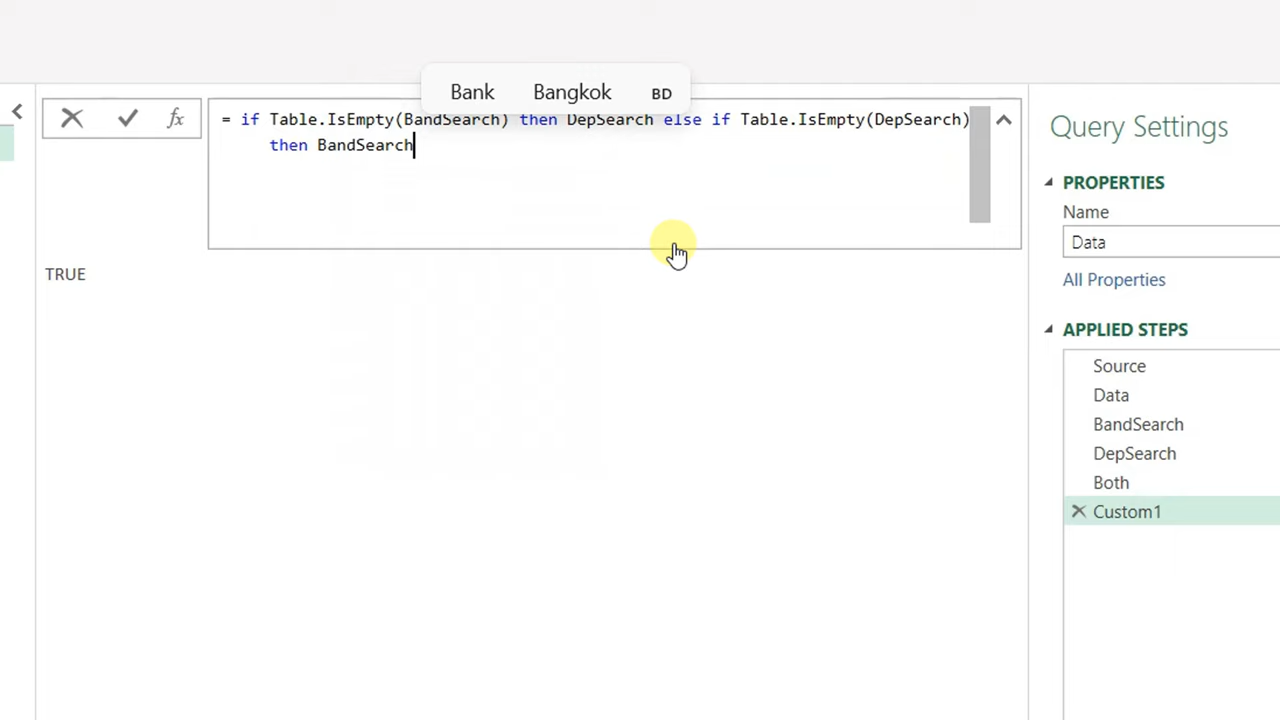 Bank Bangkok BD
fx
= if Table.IsEmpty(BandSearch) then DepSearch else if Table.IsEmpty(DepSearch)
then BandSearch
TRUE
Query Settings
PROPERTIES
Name
Data
All Properties
APPLIED STEPS
Source
Data
BandSearch
DepSearch
Both
Custom1